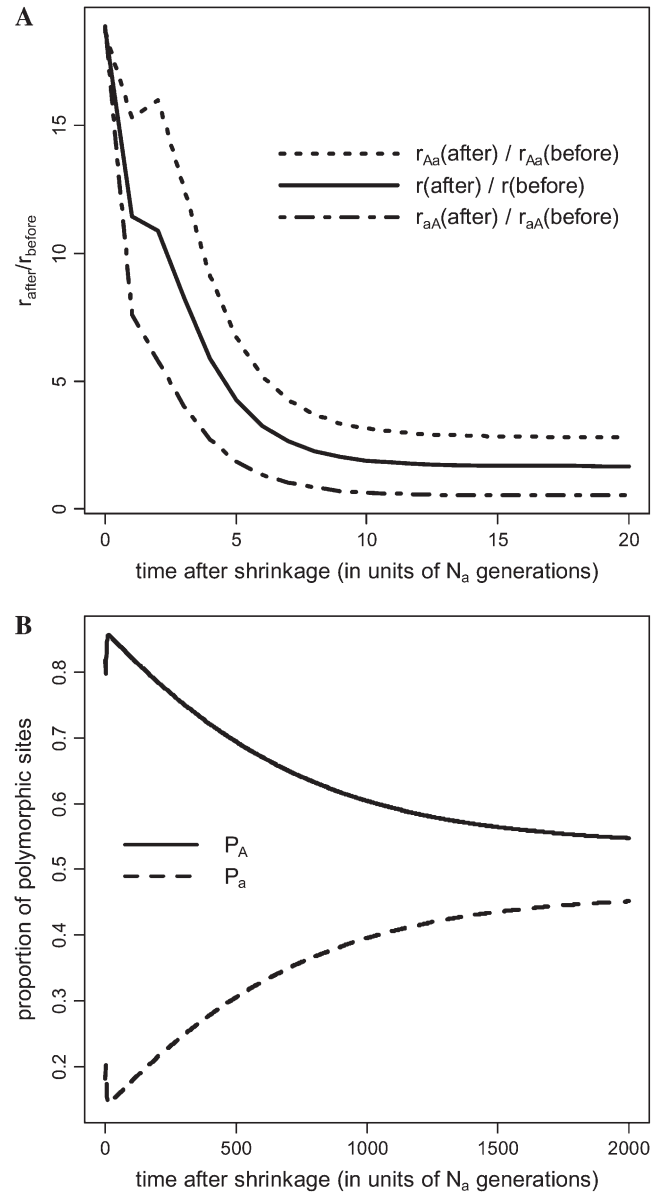 A
r_Aa(after) / r_Aa(before)
r(after) / r(before)
r_aA(after) / r_aA(before)
r_after/r_before
15
10
5
0
0 5 10 15 20
time after shrinkage (in units of N_a generations)
B
P_A
P_a
proportion of polymorphic sites
0.8
0.7
0.6
0.5
0.4
0.3
0.2
0 500 1000 1500 2000
time after shrinkage (in units of N_a generations)